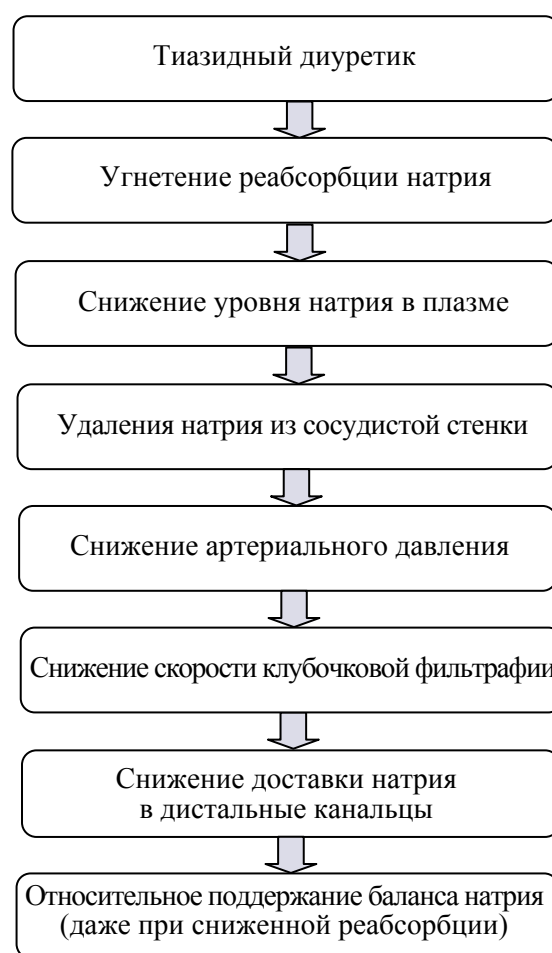 Тиазидный диуретик
Угнетение реабсорбции натрия
Снижение уровня натрия в плазме
Удаления натрия из сосудистой стенки
Снижение артериального давления
Снижение скорости клубочковой фильтрафии
Снижение доставки натрия
в дистальные канальцы
Относительное поддержание баланса натрия
(даже при сниженной реабсорбции)